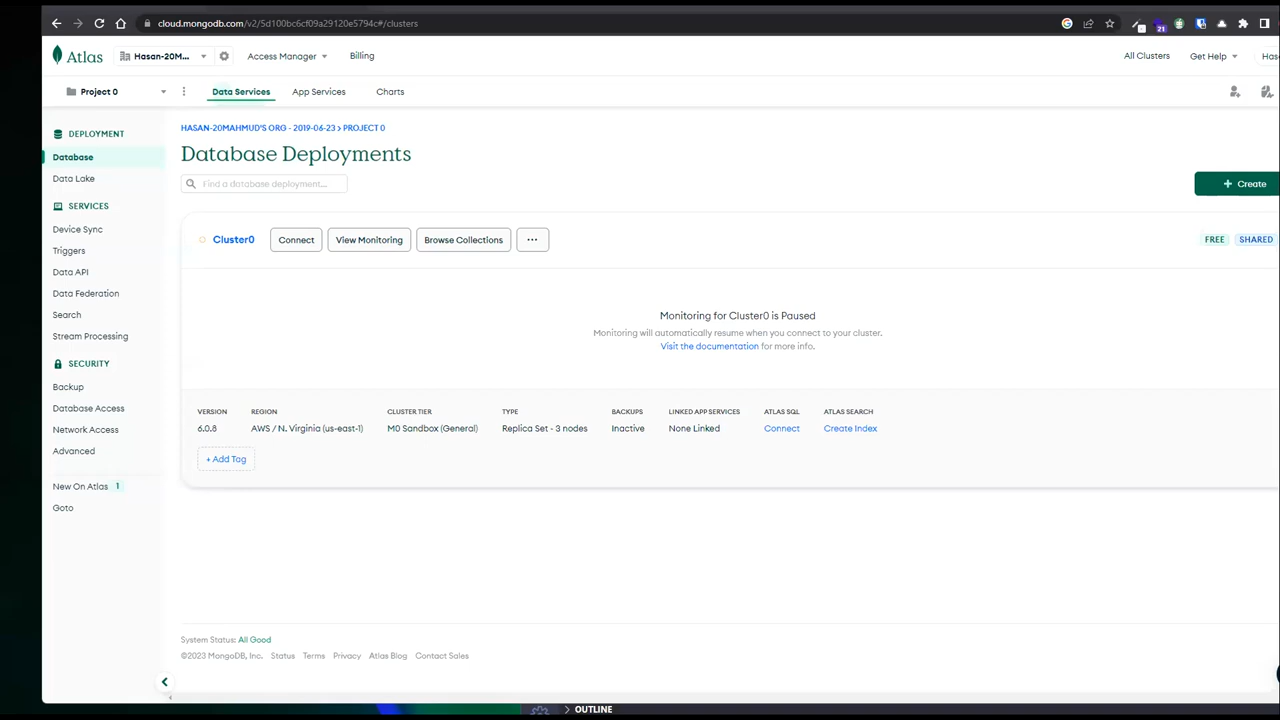 cloud.mongodb.com/v2/5d100bc6cf09a29120e5794c#/clusters
21
Atlas
Hasan-20M...
Access Manager
Billing
All Clusters
Get Help
Has
Project 0
Data Services
App Services
Charts
HASAN-20MAHMUD'S ORG - 2019-06-23 > PROJECT 0
Database Deployments
Find a database deployment...
+ Create
DEPLOYMENT
Database
Data Lake
SERVICES
Device Sync
Triggers
Data API
Data Federation
Search
Stream Processing
SECURITY
Backup
Database Access
Network Access
Advanced
New On Atlas 1
Goto
Cluster0
Connect
View Monitoring
Browse Collections
...
FREE
SHARED
Monitoring for Cluster0 is Paused
Monitoring will automatically resume when you connect to your cluster.
Visit the documentation for more info.
VERSION
6.0.8
REGION
AWS / N. Virginia (us-east-1)
CLUSTER TIER
M0 Sandbox (General)
TYPE
Replica Set - 3 nodes
BACKUPS
Inactive
LINKED APP SERVICES
None Linked
ATLAS SQL
Connect
ATLAS SEARCH
Create Index
+ Add Tag
System Status: All Good
©2023 MongoDB, Inc.
Status
Terms
Privacy
Atlas Blog
Contact Sales
> OUTLINE